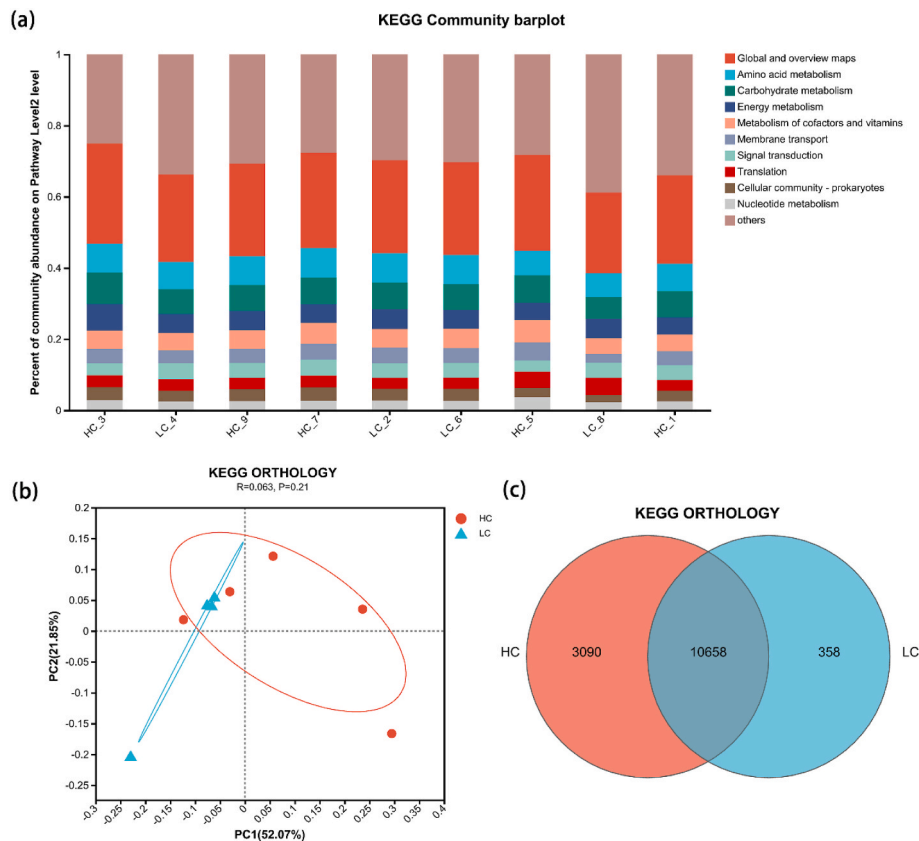 (a)
KEGG Community barplot
Percent of community abundance on Pathway Level2 level
1
0.8
0.6
0.4
0.2
0
HC_3
LC_4
HC_9
HC_7
LC_2
LC_6
HC_5
LC_8
HC_1
Global and overview maps
Amino acid metabolism
Carbohydrate metabolism
Energy metabolism
Metabolism of cofactors and vitamins
Membrane transport
Signal transduction
Translation
Cellular community - prokaryotes
Nucleotide metabolism
others
(b)
KEGG ORTHOLOGY
R=0.063, P=0.21
HC
LC
PC2(21.85%)
0.2
0.15
0.1
0.05
0
-0.05
-0.1
-0.15
-0.2
-0.25
-0.3
-0.25
-0.2
-0.15
-0.1
-0.05
0
0.05
0.1
0.15
0.2
0.25
0.3
0.35
0.4
PC1(52.07%)
(c)
KEGG ORTHOLOGY
HC
3090
10658
358
LC